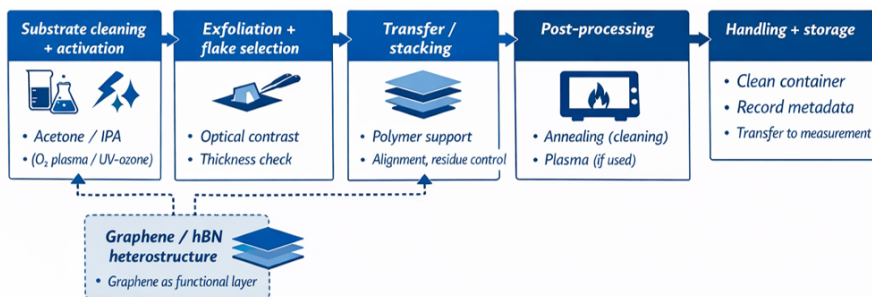 Substrate cleaning
+ activation
• Acetone / IPA
• (O₂ plasma / UV-ozone)
Exfoliation +
flake selection
• Optical contrast
• Thickness check
Transfer /
stacking
• Polymer support
• Alignment, residue control
Post-processing
• Annealing (cleaning)
• Plasma (if used)
Handling + storage
• Clean container
• Record metadata
• Transfer to measurement
Graphene / hBN
heterostructure
• Graphene as functional layer